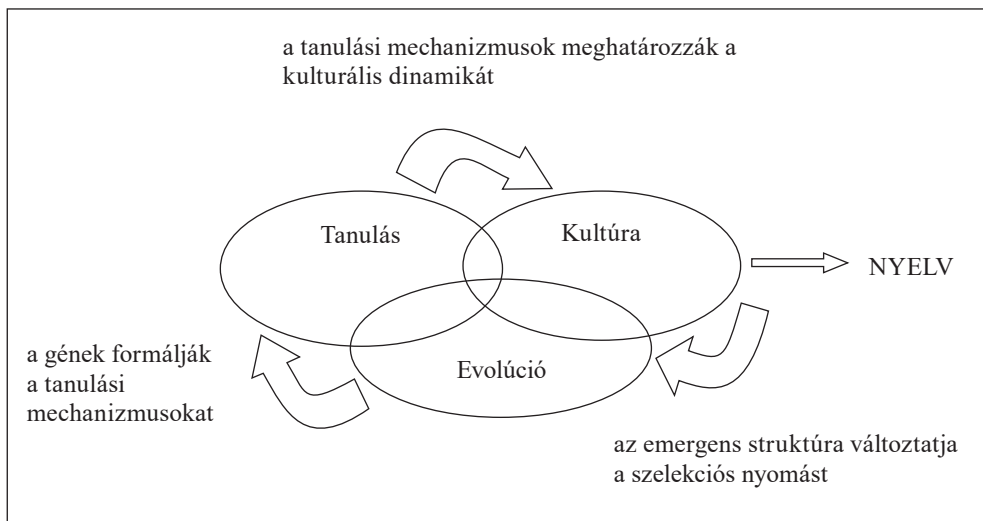 a tanulási mechanizmusok meghatározzák a
kulturális dinamikát
Tanulás
Kultúra
NYELV
a gének formálják
a tanulási
mechanizmusokat
Evolúció
az emergens struktúra változtatja
a szelekciós nyomást